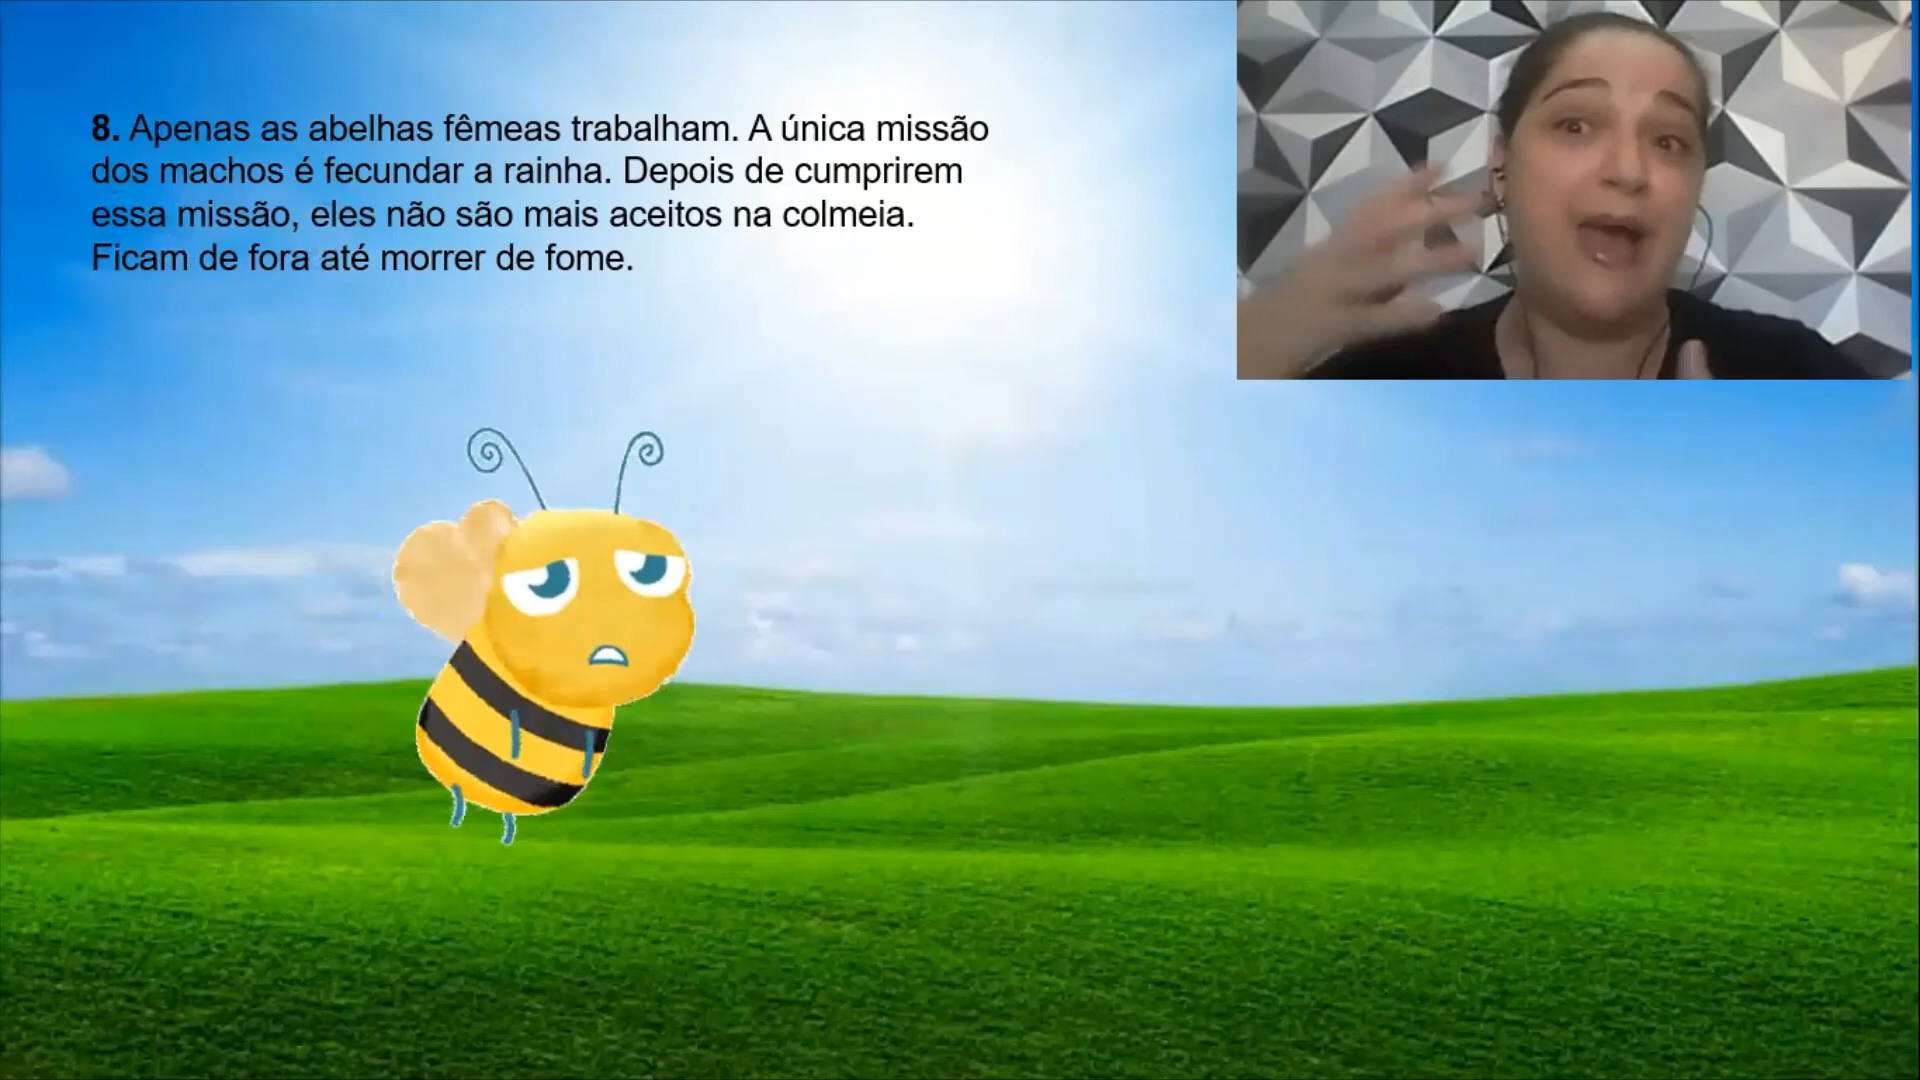 8. Apenas as abelhas fêmeas trabalham. A única missão
dos machos é fecundar a rainha. Depois de cumprirem
essa missão, eles não são mais aceitos na colmeia.
Ficam de fora até morrer de fome.